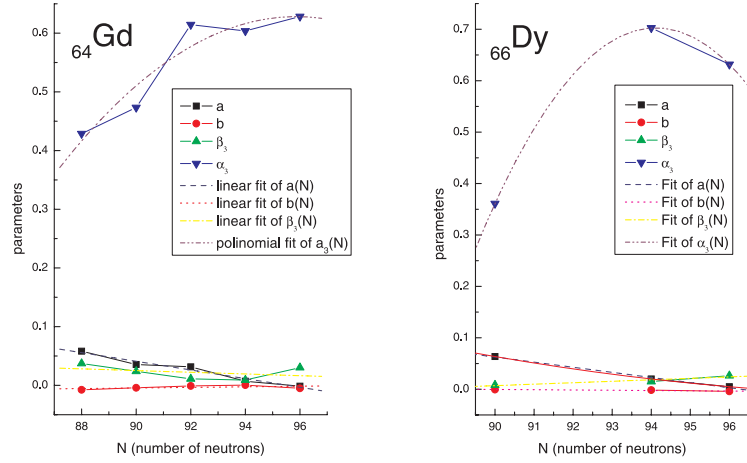 64Gd
a
b
β3
α3
linear fit of a(N)
linear fit of b(N)
linear fit of β3(N)
polinomial fit of a3(N)
parameters
0.6
0.5
0.4
0.3
0.2
0.1
0.0
88 90 92 94 96
N (number of neutrons)
66Dy
a
b
β3
α3
Fit of a(N)
Fit of b(N)
Fit of β3(N)
Fit of α3(N)
parameters
0.7
0.6
0.5
0.4
0.3
0.2
0.1
0.0
90 91 92 93 94 95 96
N (number of neutrons)